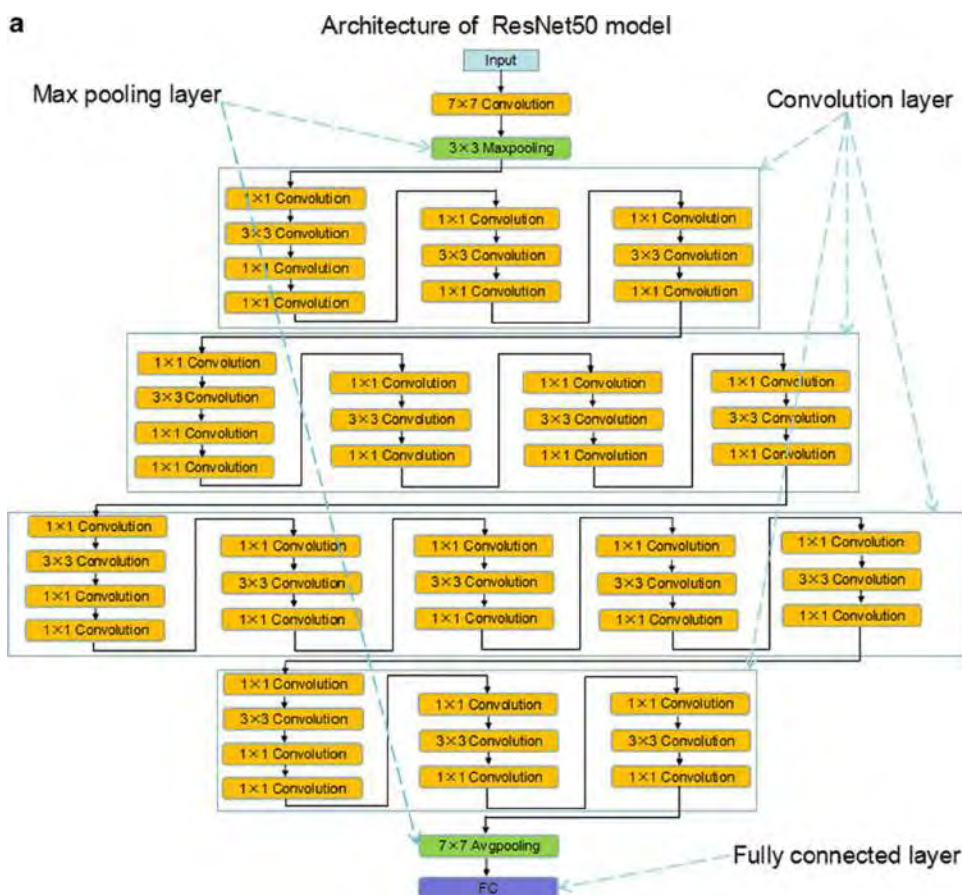 a
Architecture of ResNet50 model
Input
Max pooling layer
7×7 Convolution
Convolution layer
3×3 Maxpooling
1×1 Convolution
3×3 Convolution
1×1 Convolution
1×1 Convolution
1×1 Convolution
3×3 Convolution
1×1 Convolution
1×1 Convolution
3×3 Convolution
1×1 Convolution
1×1 Convolution
3×3 Convolution
1×1 Convolution
1×1 Convolution
1×1 Convolution
3×3 Convolution
1×1 Convolution
1×1 Convolution
3×3 Convolution
1×1 Convolution
1×1 Convolution
3×3 Convolution
1×1 Convolution
1×1 Convolution
3×3 Convolution
1×1 Convolution
1×1 Convolution
1×1 Convolution
3×3 Convolution
1×1 Convolution
1×1 Convolution
3×3 Convolution
1×1 Convolution
1×1 Convolution
3×3 Convolution
1×1 Convolution
1×1 Convolution
3×3 Convolution
1×1 Convolution
1×1 Convolution
3×3 Convolution
1×1 Convolution
1×1 Convolution
1×1 Convolution
3×3 Convolution
1×1 Convolution
1×1 Convolution
3×3 Convolution
1×1 Convolution
7×7 Avgpooling
Fully connected layer
FC